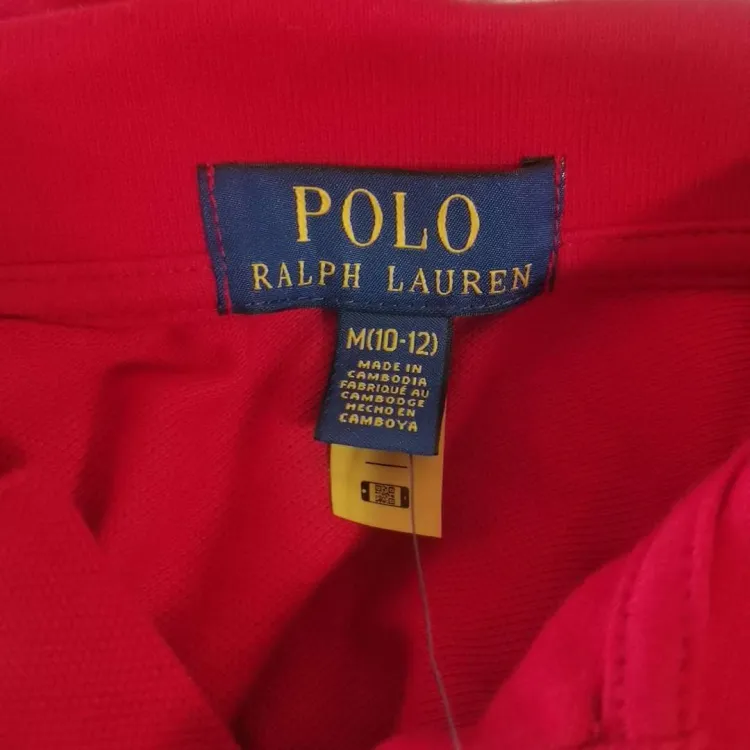 POLO
RALPH LAUREN
M(10-12)
MADE IN
CAMBODIA
FABRIQUÉ AU
CAMBODGE
HECHO EN
CAMBOYA